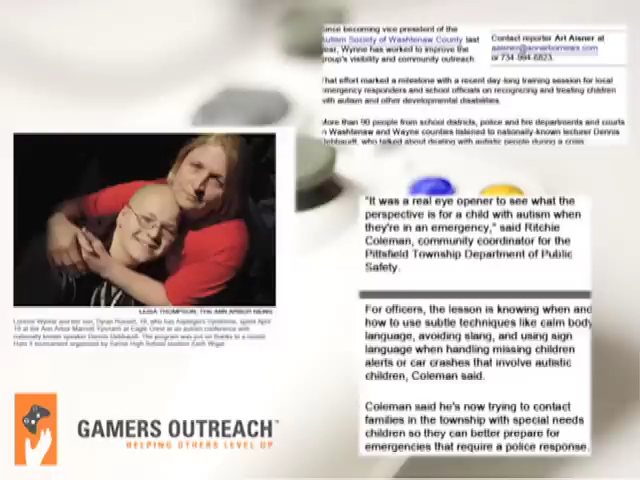 since becoming vice president of the
Autism Society of Washtenaw County last
year, Wynne has worked to improve the
group's visibility and community outreach.
That effort marked a milestone with a recent day-long training session for local
emergency responders and school officials on recognizing and treating children
with autism and other developmental disabilities.
More than 90 people from school districts, police and fire departments and courts
in Washtenaw and Wayne counties listened to nationally-known lecturer Dennis
Debbaudt, who talked about dealing with autistic people during a crisis
Contact reporter Art Aisner at
aaisner@annarbornews.com
or 734-994-6823.
LEISA THOMPSON, THE ANN ARBOR NEWS
"It was a real eye opener to see what the
perspective is for a child with autism when
they're in an emergency," said Ritchie
Coleman, community coordinator for the
Pittsfield Township Department of Public
Safety.
For officers, the lesson is knowing when and
how to use subtle techniques like calm body
language, avoiding slang, and using sign
language when handling missing children
alerts or car crashes that involve autistic
children, Coleman said.
Coleman said he's now trying to contact
families in the township with special needs
children so they can better prepare for
emergencies that require a police response.
GAMERS OUTREACH™
HELPING OTHERS LEVEL UP